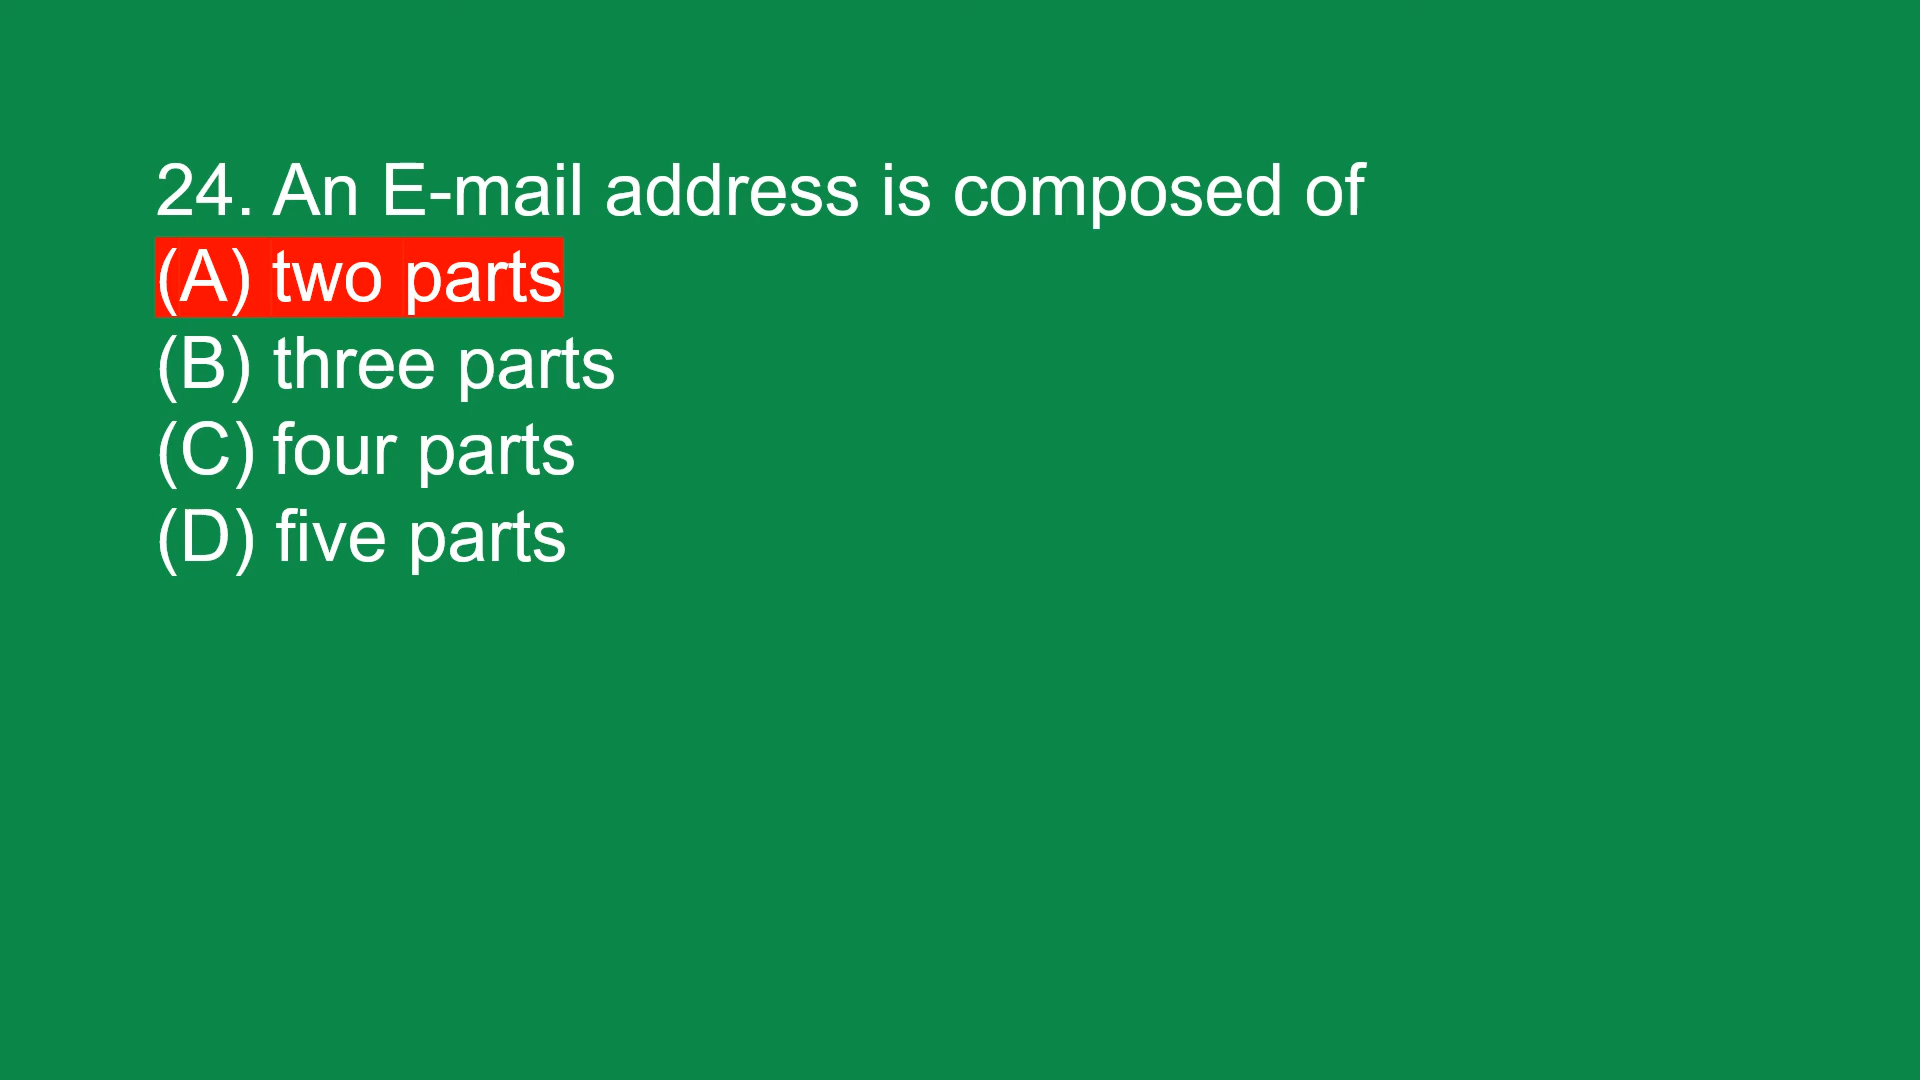 24. An E-mail address is composed of
(A) two parts
(B) three parts
(C) four parts
(D) five parts